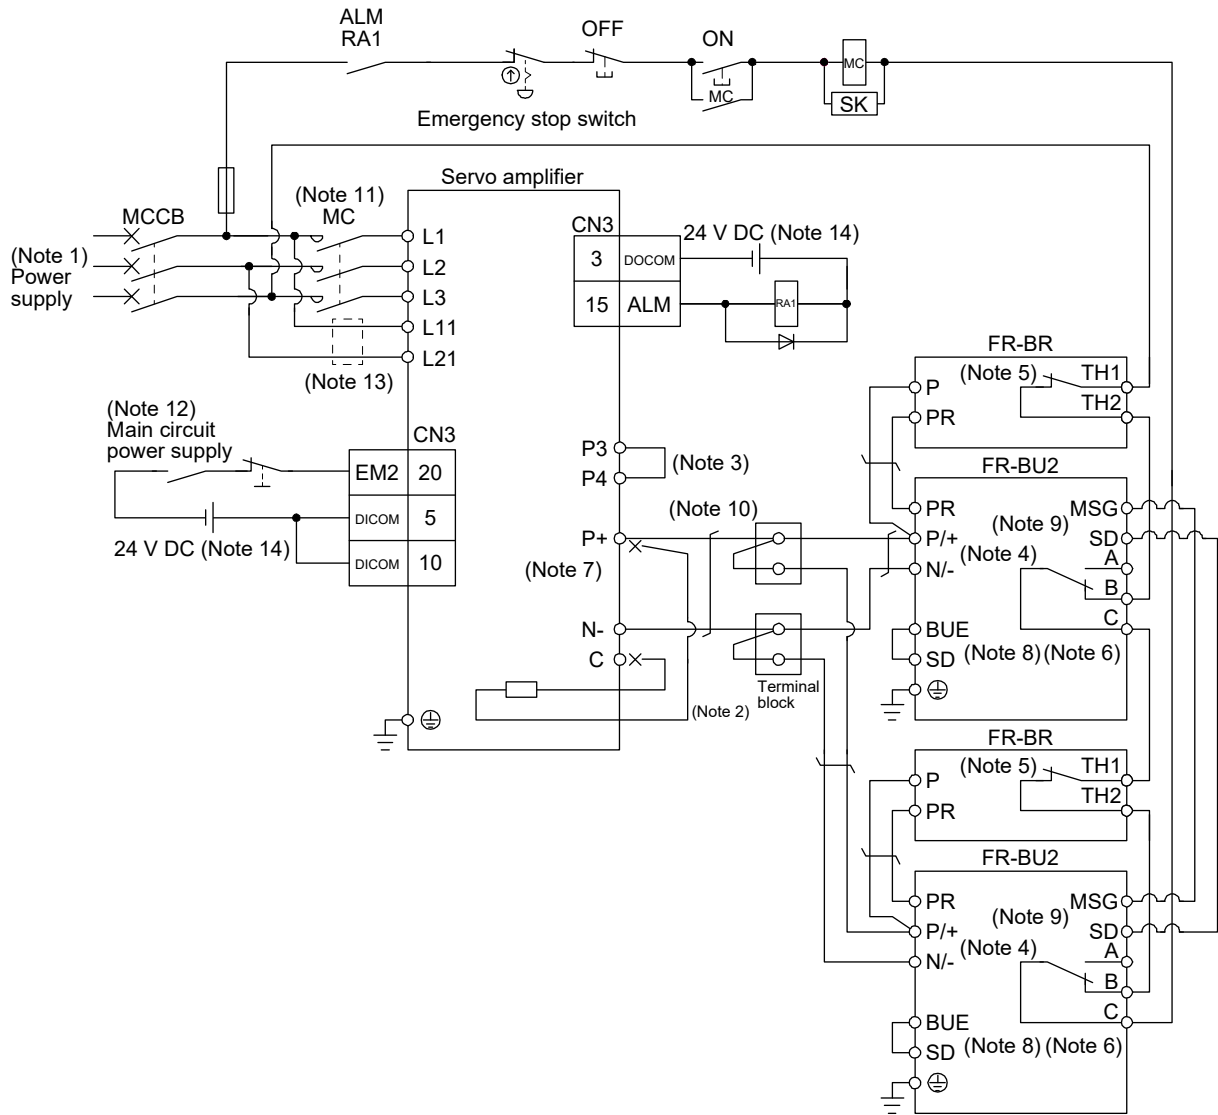 ALM
RA1
OFF
ON
MC
MC
SK
Emergency stop switch
Servo amplifier
(Note 11)
MCCB
MC
(Note 1)
Power
supply
L1
L2
L3
L11
L21
(Note 13)
CN3
3 DOCOM
15 ALM
24 V DC (Note 14)
RA1
(Note 12)
Main circuit
power supply
CN3
EM2 20
DICOM 5
DICOM 10
24 V DC (Note 14)
P3
P4
(Note 3)
(Note 10)
P+
(Note 7)
N-
C
(Note 2)
Terminal
block
FR-BR
(Note 5)
P
PR
TH1
TH2
FR-BU2
PR
P/+
N/-
BUE
SD
MSG
(Note 9)
SD
(Note 4)
A
B
C
(Note 8) (Note 6)
FR-BR
(Note 5)
P
PR
TH1
TH2
FR-BU2
PR
P/+
N/-
BUE
SD
MSG
(Note 9)
SD
(Note 4)
A
B
C
(Note 8) (Note 6)